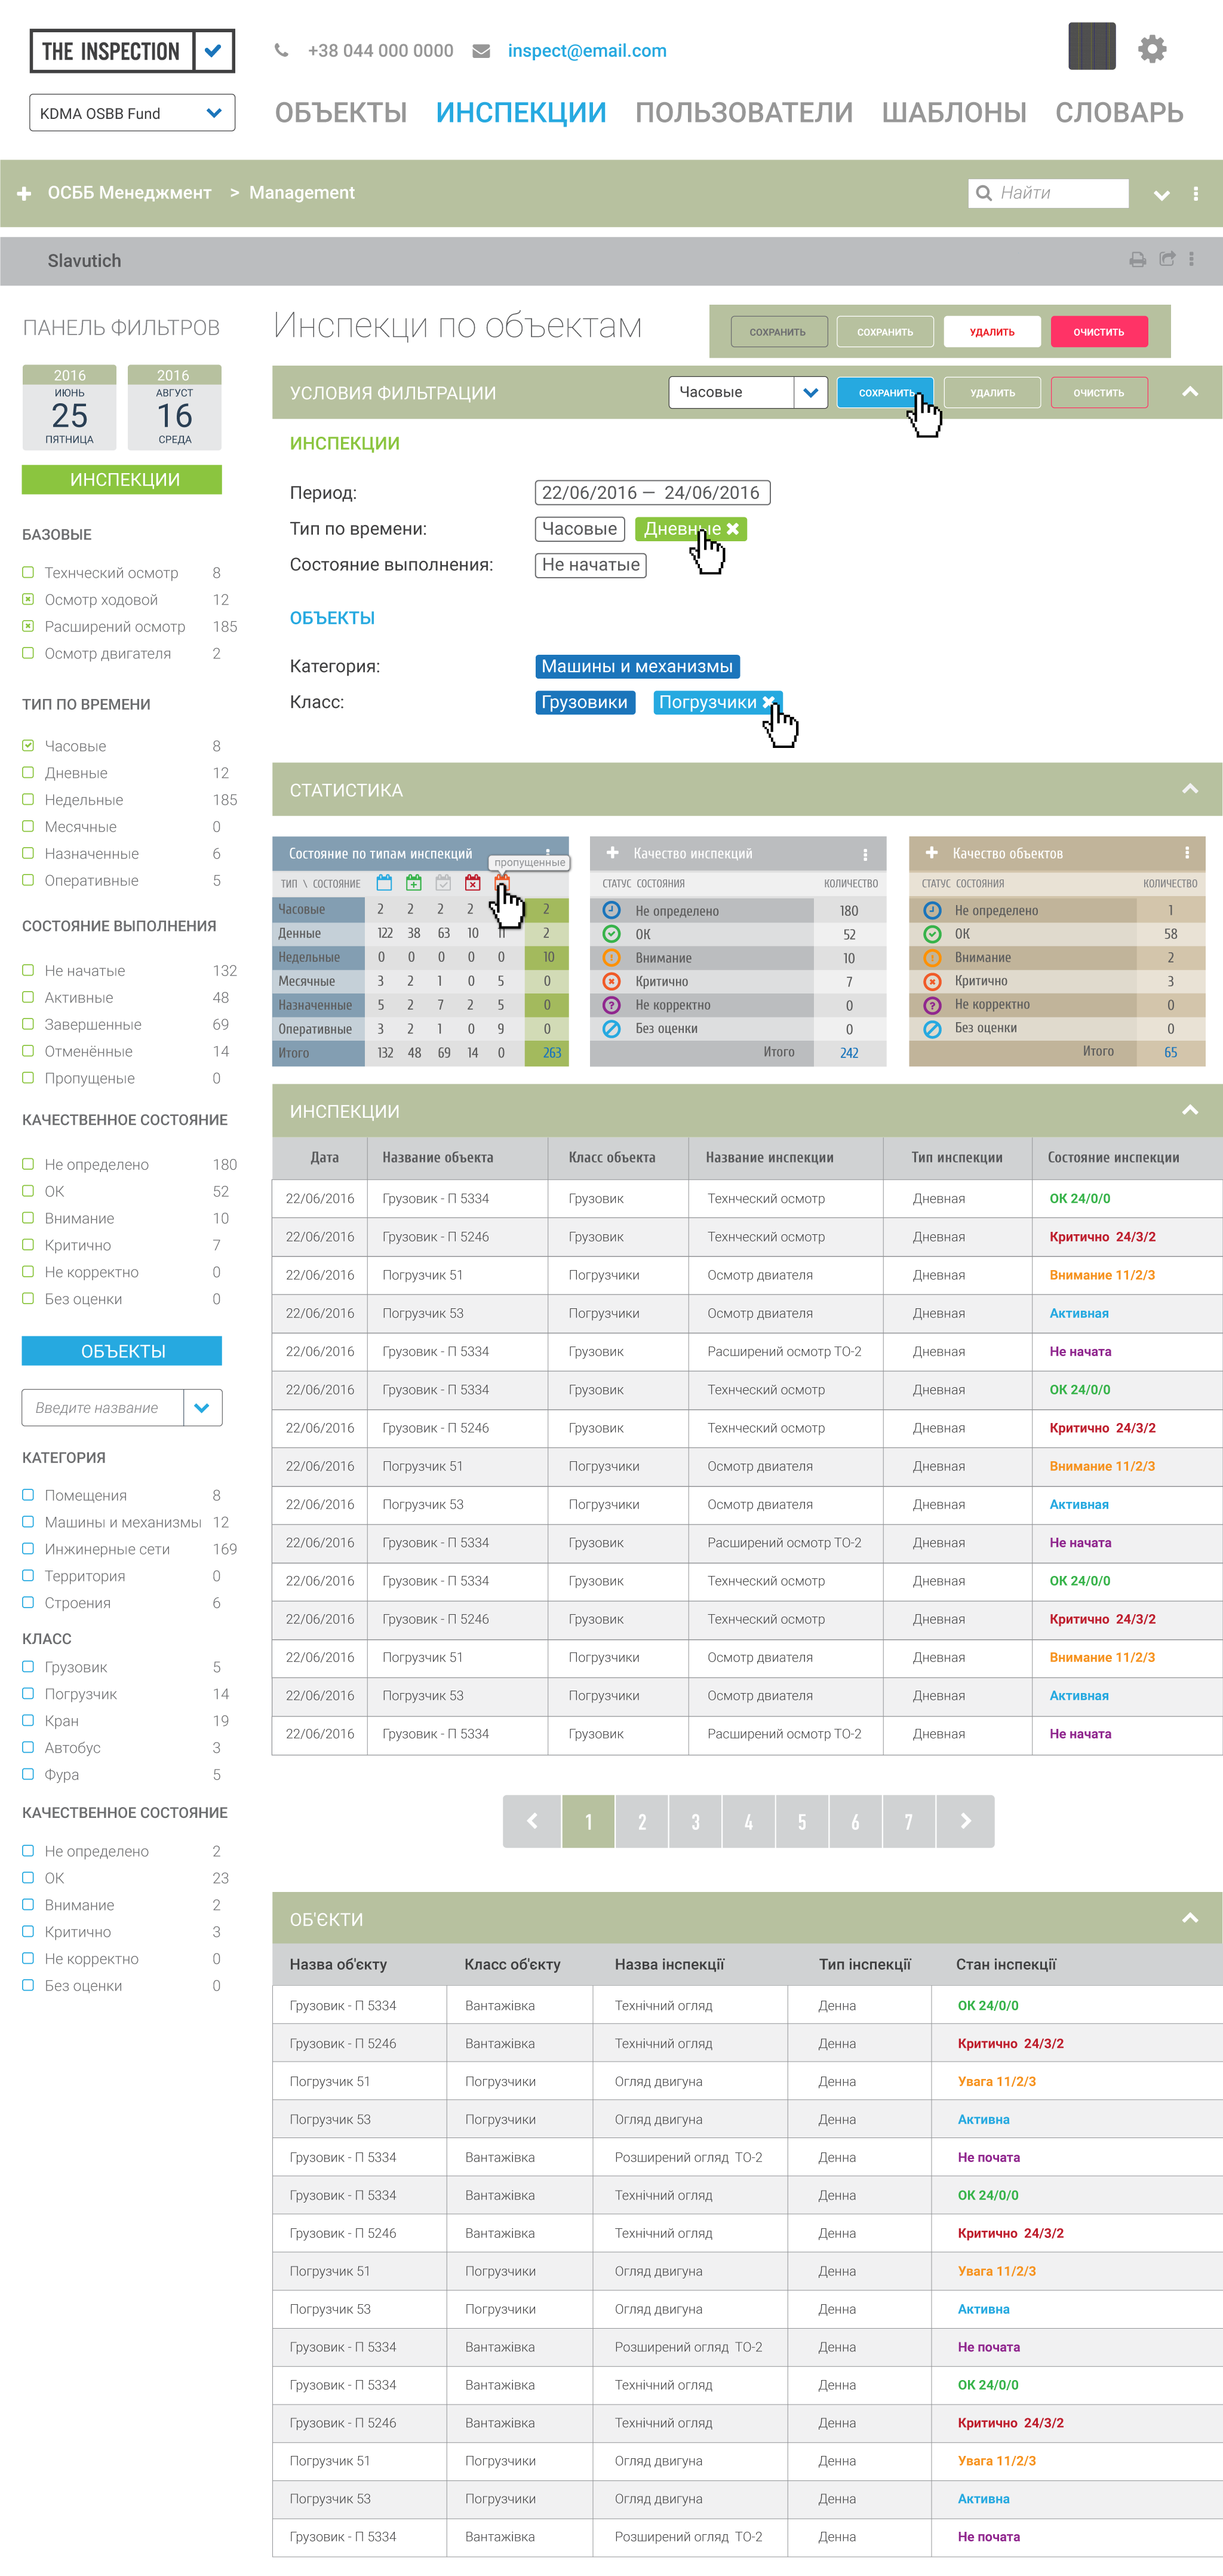 THE INSPECTION
+38 044 000 0000 inspect@email.com
KDMA OSBB Fund
ОБЪЕКТЫ ИНСПЕКЦИИ ПОЛЬЗОВАТЕЛИ ШАБЛОНЫ СЛОВАРЬ
ОСББ Менеджмент > Management
Найти
Slavutich
ПАНЕЛЬ ФИЛЬТРОВ
2016 2016
ИЮНЬ АВГУСТ
25 16
ПЯТНИЦА СРЕДА
ИНСПЕКЦИИ
БАЗОВЫЕ
Технческий осмотр 8
Осмотр ходовой 12
Расширений осмотр 185
Осмотр двигателя 2
ТИП ПО ВРЕМЕНИ
Часовые 8
Дневные 12
Недельные 185
Месячные 0
Назначенные 6
Оперативные 5
СОСТОЯНИЕ ВЫПОЛНЕНИЯ
Не начатые 132
Активные 48
Завершенные 69
Отменённые 14
Пропущеные 0
КАЧЕСТВЕННОЕ СОСТОЯНИЕ
Не определено 180
ОК 52
Внимание 10
Критично 7
Не корректно 0
Без оценки 0
ОБЪЕКТЫ
Введите название
КАТЕГОРИЯ
Помещения 8
Машины и механизмы 12
Инжинерные сети 169
Территория 0
Строения 6
КЛАСС
Грузовик 5
Погрузчик 14
Кран 19
Автобус 3
Фура 5
КАЧЕСТВЕННОЕ СОСТОЯНИЕ
Не определено 2
ОК 23
Внимание 2
Критично 3
Не корректно 0
Без оценки 0
Инспекци по объектам
СОХРАНИТЬ СОХРАНИТЬ УДАЛИТЬ ОЧИСТИТЬ
УСЛОВИЯ ФИЛЬТРАЦИИ Часовые СОХРАНИТЬ УДАЛИТЬ ОЧИСТИТЬ
ИНСПЕКЦИИ
Период: 22/06/2016 — 24/06/2016
Тип по времени: Часовые Дневные
Состояние выполнения: Не начатые
ОБЪЕКТЫ
Категория: Машины и механизмы
Класс: Грузовики Погрузчики
СТАТИСТИКА
Состояние по типам инспекций
пропущенные
ТИП \ СОСТОЯНИЕ
Часовые 2 2 2 2 2
Денные 122 38 63 10 2
Недельные 0 0 0 0 0 10
Месячные 3 2 1 0 5 0
Назначенные 5 2 7 2 5 0
Оперативные 3 2 1 0 9 0
Итого 132 48 69 14 0 263
Качество инспекций
СТАТУС СОСТОЯНИЯ КОЛИЧЕСТВО
Не определено 180
ОК 52
Внимание 10
Критично 7
Не корректно 0
Без оценки 0
Итого 242
Качество объектов
СТАТУС СОСТОЯНИЯ КОЛИЧЕСТВО
Не определено 1
ОК 58
Внимание 2
Критично 3
Не корректно 0
Без оценки 0
Итого 65
ИНСПЕКЦИИ
Дата Название объекта Класс объекта Название инспекции Тип инспекции Состояние инспекции
22/06/2016 Грузовик - П 5334 Грузовик Технческий осмотр Дневная ОК 24/0/0
22/06/2016 Грузовик - П 5246 Грузовик Технческий осмотр Дневная Критично 24/3/2
22/06/2016 Погрузчик 51 Погрузчики Осмотр двиателя Дневная Внимание 11/2/3
22/06/2016 Погрузчик 53 Погрузчики Осмотр двиателя Дневная Активная
22/06/2016 Грузовик - П 5334 Грузовик Расширений осмотр ТО-2 Дневная Не начата
22/06/2016 Грузовик - П 5334 Грузовик Технческий осмотр Дневная ОК 24/0/0
22/06/2016 Грузовик - П 5246 Грузовик Технческий осмотр Дневная Критично 24/3/2
22/06/2016 Погрузчик 51 Погрузчики Осмотр двиателя Дневная Внимание 11/2/3
22/06/2016 Погрузчик 53 Погрузчики Осмотр двиателя Дневная Активная
22/06/2016 Грузовик - П 5334 Грузовик Расширений осмотр ТО-2 Дневная Не начата
22/06/2016 Грузовик - П 5334 Грузовик Технческий осмотр Дневная ОК 24/0/0
22/06/2016 Грузовик - П 5246 Грузовик Технческий осмотр Дневная Критично 24/3/2
22/06/2016 Погрузчик 51 Погрузчики Осмотр двиателя Дневная Внимание 11/2/3
22/06/2016 Погрузчик 53 Погрузчики Осмотр двиателя Дневная Активная
22/06/2016 Грузовик - П 5334 Грузовик Расширений осмотр ТО-2 Дневная Не начата
1 2 3 4 5 6 7
ОБ'ЄКТИ
Назва об'єкту Класс об'єкту Назва інспекції Тип інспекції Стан інспекції
Грузовик - П 5334 Вантажівка Технічний огляд Денна ОК 24/0/0
Грузовик - П 5246 Вантажівка Технічний огляд Денна Критично 24/3/2
Погрузчик 51 Погрузчики Огляд двигуна Денна Увага 11/2/3
Погрузчик 53 Погрузчики Огляд двигуна Денна Активна
Грузовик - П 5334 Вантажівка Розширений огляд ТО-2 Денна Не почата
Грузовик - П 5334 Вантажівка Технічний огляд Денна ОК 24/0/0
Грузовик - П 5246 Вантажівка Технічний огляд Денна Критично 24/3/2
Погрузчик 51 Погрузчики Огляд двигуна Денна Увага 11/2/3
Погрузчик 53 Погрузчики Огляд двигуна Денна Активна
Грузовик - П 5334 Вантажівка Розширений огляд ТО-2 Денна Не почата
Грузовик - П 5334 Вантажівка Технічний огляд Денна ОК 24/0/0
Грузовик - П 5246 Вантажівка Технічний огляд Денна Критично 24/3/2
Погрузчик 51 Погрузчики Огляд двигуна Денна Увага 11/2/3
Погрузчик 53 Погрузчики Огляд двигуна Денна Активна
Грузовик - П 5334 Вантажівка Розширений огляд ТО-2 Денна Не почата